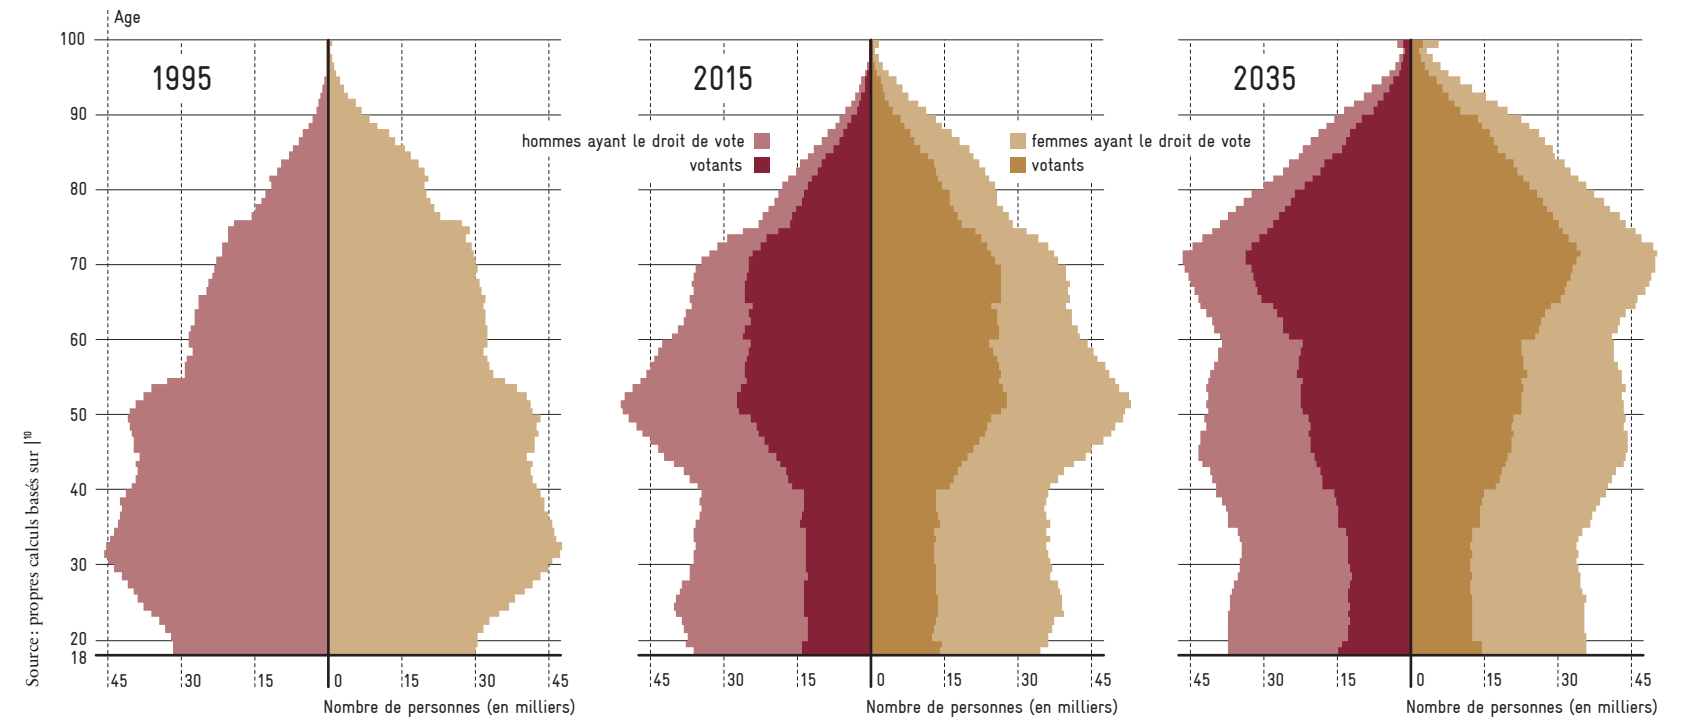 Age
100
90
80
70
60
50
40
30
20
18
1995
2015
2035
hommes ayant le droit de vote
votants
femmes ayant le droit de vote
votants
45 30 15 0 15 30 45
Nombre de personnes (en milliers)
45 30 15 0 15 30 45
Nombre de personnes (en milliers)
45 30 15 0 15 30 45
Nombre de personnes (en milliers)
Source: propres calculs basés sur |¹⁰